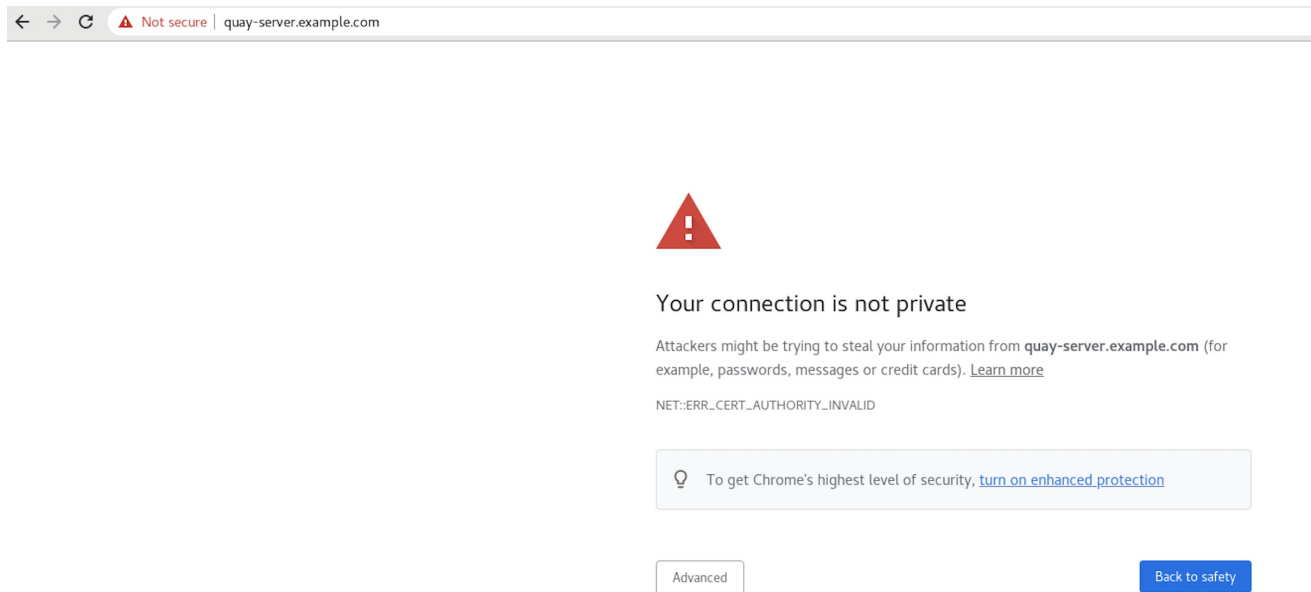 Not secure quay-server.example.com
Your connection is not private
Attackers might be trying to steal your information from quay-server.example.com (for
example, passwords, messages or credit cards). Learn more
NET::ERR_CERT_AUTHORITY_INVALID
To get Chrome's highest level of security, turn on enhanced protection
Advanced Back to safety